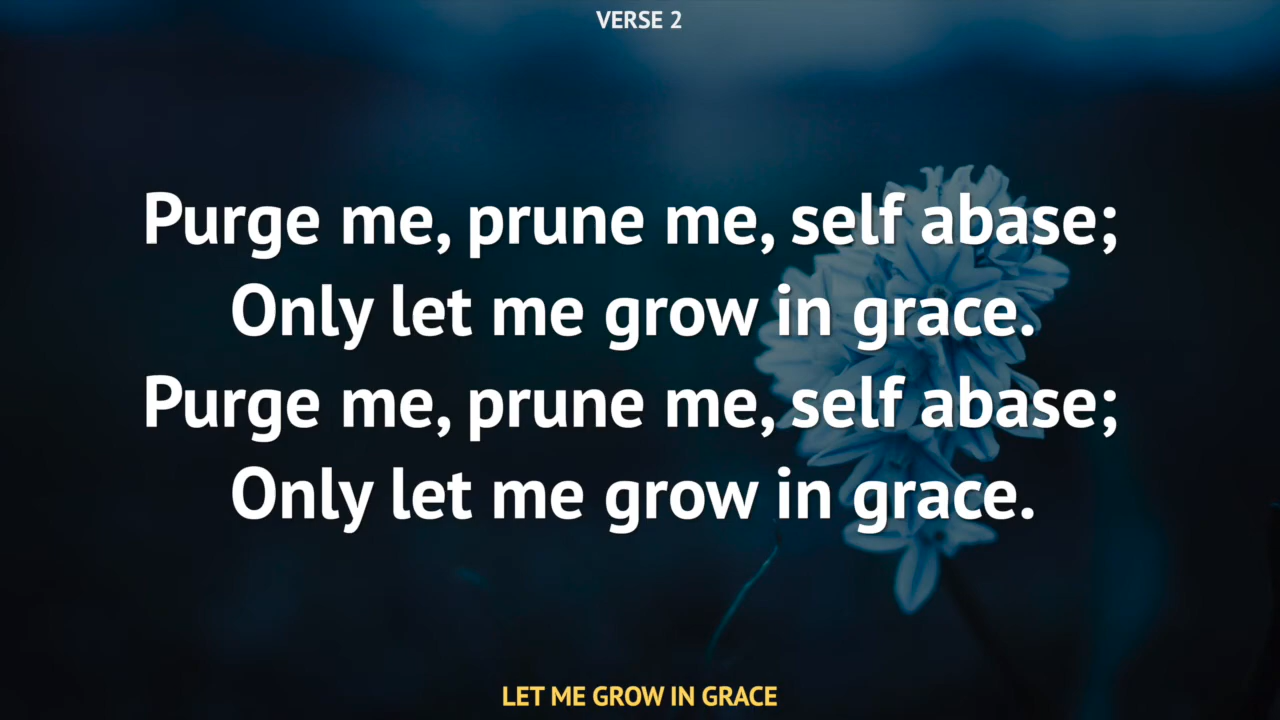 VERSE 2
Purge me, prune me, self abase;
Only let me grow in grace.
Purge me, prune me, self abase;
Only let me grow in grace.
LET ME GROW IN GRACE